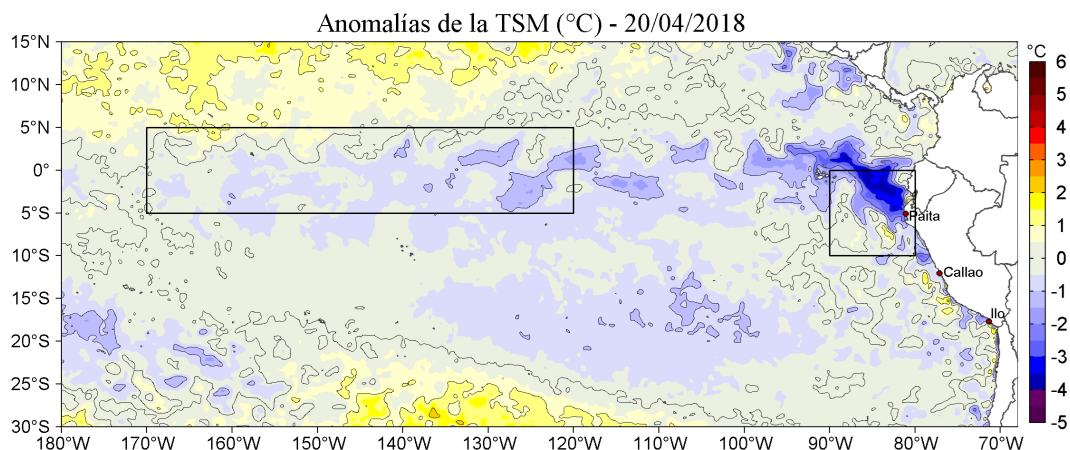 Anomalías de la TSM (°C) - 20/04/2018
15°N
10°N
5°N
0°
5°S
10°S
15°S
20°S
25°S
30°S
180°W
170°W
160°W
150°W
140°W
130°W
120°W
110°W
100°W
90°W
80°W
70°W
Paita
Callao
Ilo
°C
6
5
4
3
2
1
0
-1
-2
-3
-4
-5